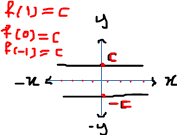 f(1) = c
f(0) = c
f(-1) = c
y
c
-x
x
-c
-y